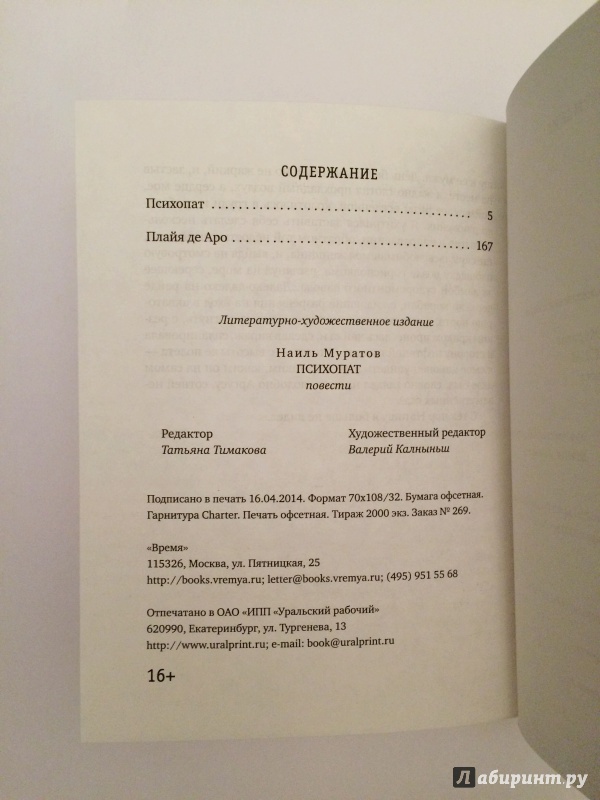 СОДЕРЖАНИЕ
Психопат ........................................ 5
Плайя де Аро ..................................... 167
Литературно-художественное издание
Наиль Муратов
ПСИХОПАТ
повести
Редактор Художественный редактор
Татьяна Тимакова Валерий Калныньш
Подписано в печать 16.04.2014. Формат 70х108/32. Бумага офсетная.
Гарнитура Charter. Печать офсетная. Тираж 2000 экз. Заказ № 269.
«Время»
115326, Москва, ул. Пятницкая, 25
http://books.vremya.ru; letter@books.vremya.ru; (495) 951 55 68
Отпечатано в ОАО «ИПП «Уральский рабочий»
620990, Екатеринбург, ул. Тургенева, 13
http://www.uralprint.ru; e-mail: book@uralprint.ru
16+
Лабиринт.ру